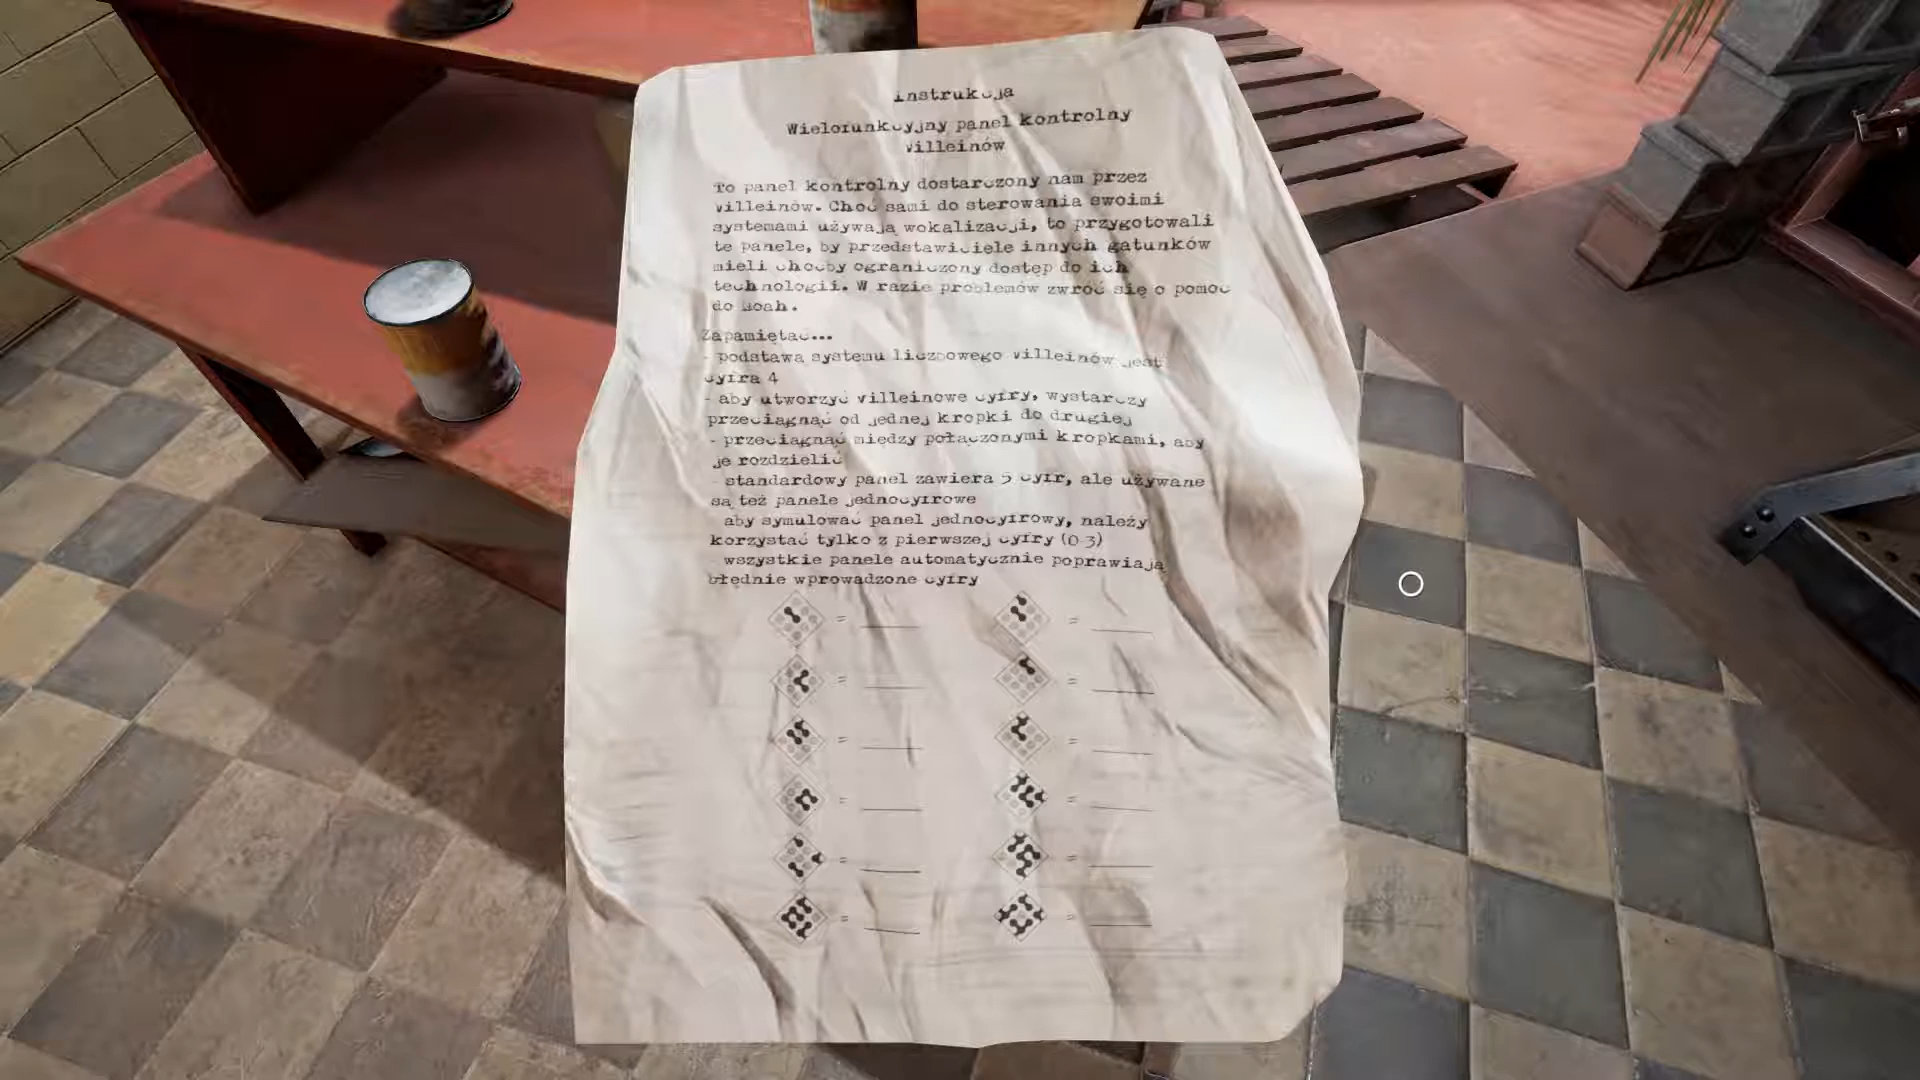 Instrukcja
Wielofunkcyjny panel kontrolny
villeinów
To panel kontrolny dostarczony nam przez
villeinów. Choć sami do sterowania swoimi
systemami używają wokalizacji, to przygotowali
te panele, by przedstawiciele innych gatunków
mieli choćby ograniczony dostęp do ich
technologii. W razie problemów zwróć się o pomoc
do
Zapamiętać...
- podstawą systemu liczbowego villeinów jest
cyfra 4
- aby utworzyć villeinowe cyfry, wystarczy
przeciągnąć od jednej kropki do drugiej
- przeciągnąć między połączonymi kropkami, aby
je rozdzielić
- standardowy panel zawiera 5 cyfr, ale używane
są też panele jednocyfrowe
- aby symulować panel jednocyfrowy, należy
korzystać tylko z pierwszej cyfry (0-3)
- wszystkie panele automatycznie poprawiają
błędnie wprowadzone cyfry
= =
= =
= =
= =
= =
= =